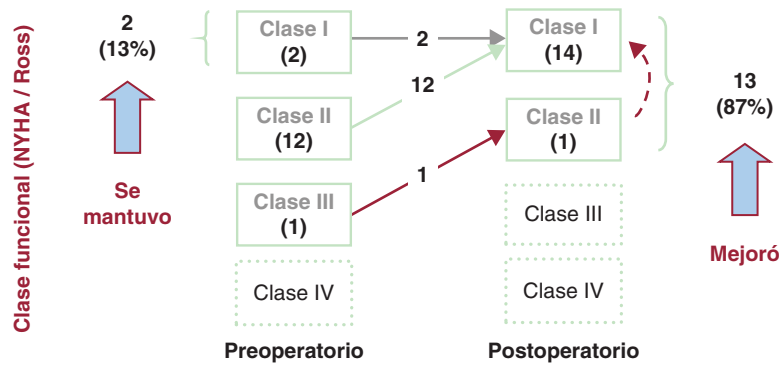 Clase funcional (NYHA / Ross)
2
(13%)
Se
mantuvo
Clase I
(2)
Clase II
(12)
Clase III
(1)
Clase IV
Preoperatorio
2
12
1
Clase I
(14)
Clase II
(1)
Clase III
Clase IV
Postoperatorio
13
(87%)
Mejoró